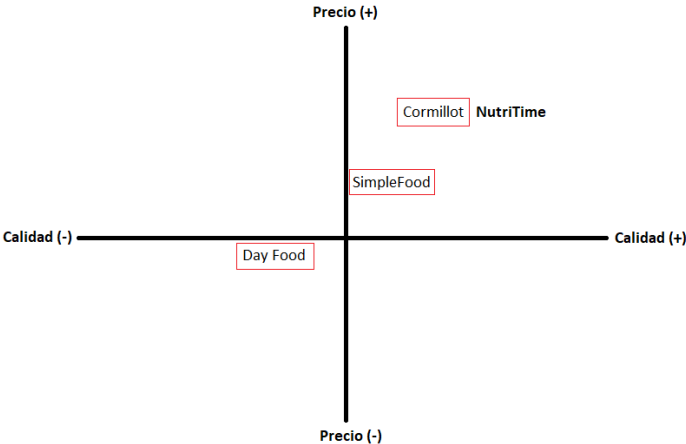 Precio (+)
Cormillot NutriTime
SimpleFood
Calidad (-) Calidad (+)
Day Food
Precio (-)